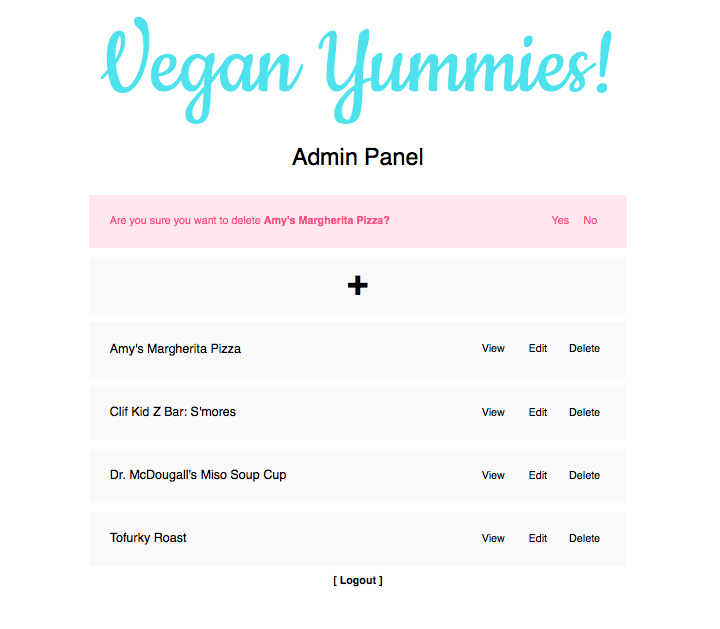 Vegan Yummies!
Admin Panel
Are you sure you want to delete Amy's Margherita Pizza? Yes No
+
Amy's Margherita Pizza View Edit Delete
Clif Kid Z Bar: S'mores View Edit Delete
Dr. McDougall's Miso Soup Cup View Edit Delete
Tofurky Roast View Edit Delete
[ Logout ]